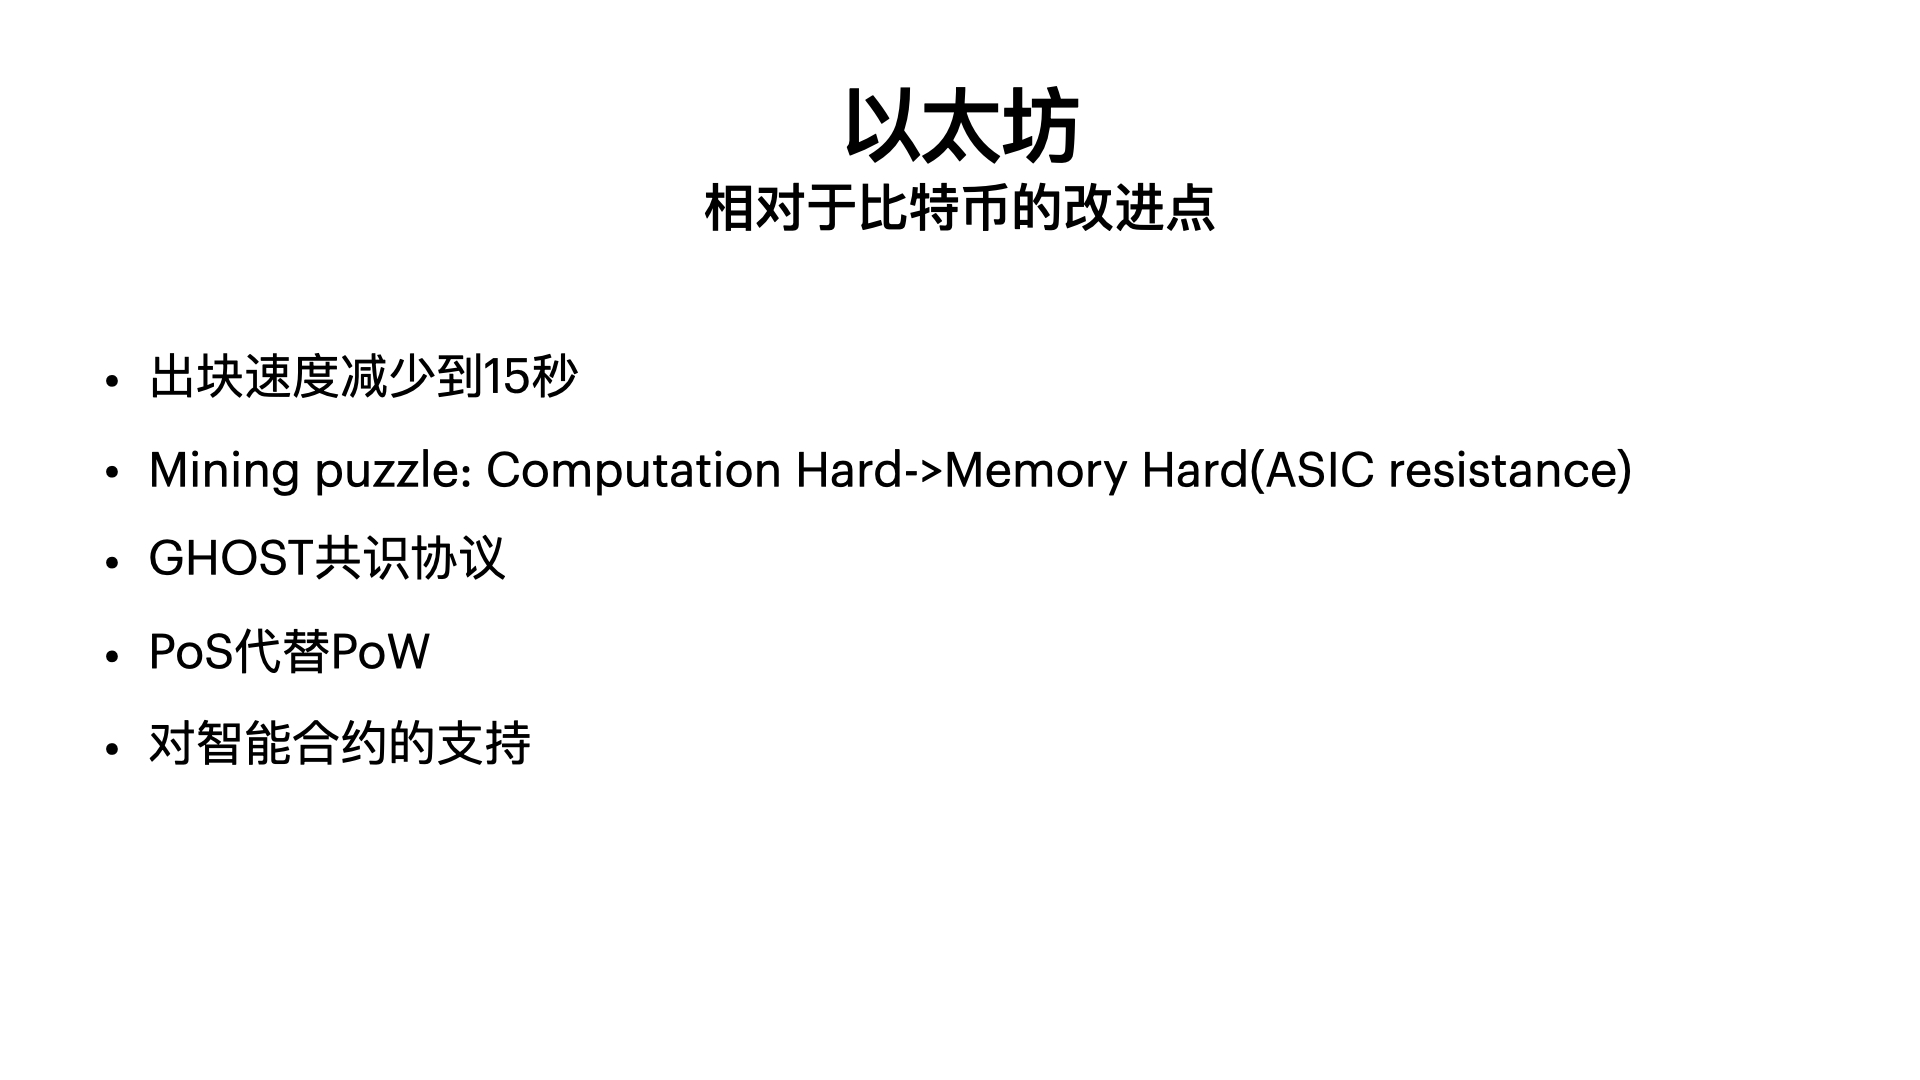 以太坊
相对于比特币的改进点
• 出块速度减少到15秒
• Mining puzzle: Computation Hard->Memory Hard(ASIC resistance)
• GHOST共识协议
• PoS代替PoW
• 对智能合约的支持